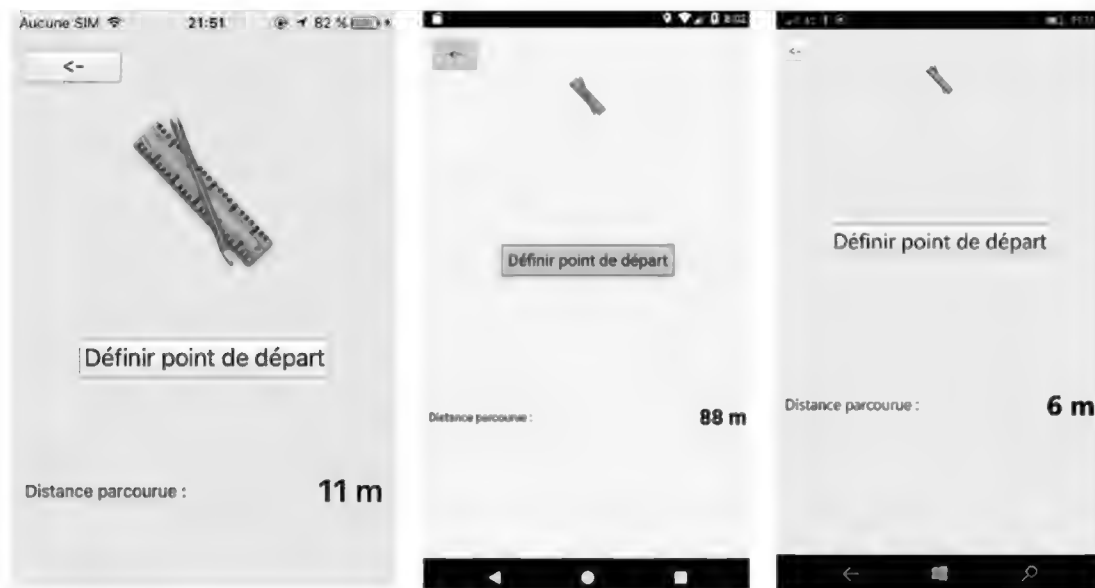 Aucune SIM 21:51 82 %
<-
Définir point de départ
Distance parcourue :
11 m
Définir point de départ
Distance parcourue :
88 m
<-
Définir point de départ
Distance parcourue :
6 m